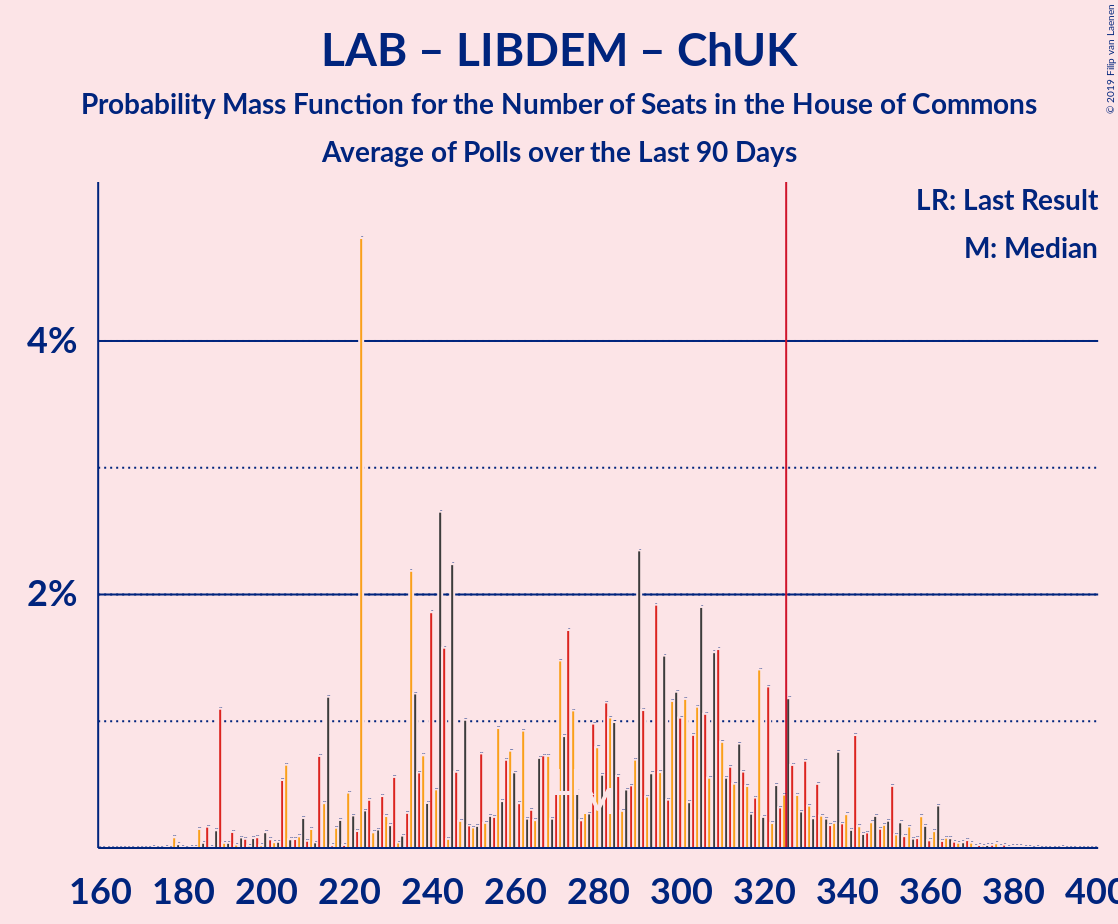 LAB – LIBDEM – ChUK
Probability Mass Function for the Number of Seats in the House of Commons
Average of Polls over the Last 90 Days
© 2019 Filip van Laenen
LR: Last Result
M: Median
4%
2%
160 180 200 220 240 260 280 300 320 340 360 380 400